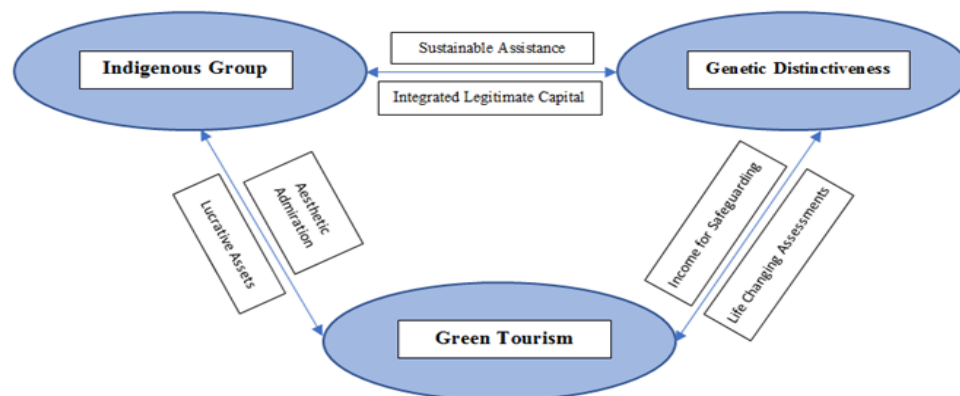 Sustainable Assistance
Indigenous Group
Genetic Distinctiveness
Integrated Legitimate Capital
Lucrative Assets
Aesthetic
Admiration
Income for Safeguarding
Life Changing Assessments
Green Tourism